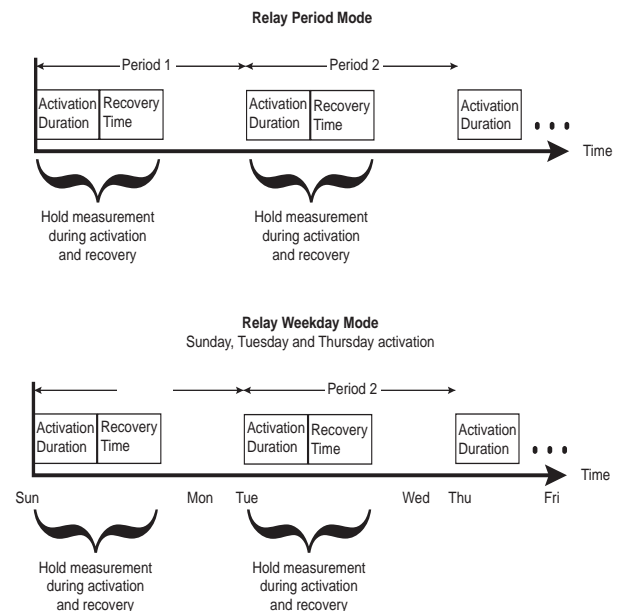 Relay Period Mode
Period 1
Period 2
Activation Duration
Recovery Time
Activation Duration
Recovery Time
Activation Duration
Time
Hold measurement
during activation
and recovery
Hold measurement
during activation
and recovery
Relay Weekday Mode
Sunday, Tuesday and Thursday activation
Period 2
Activation Duration
Recovery Time
Activation Duration
Recovery Time
Activation Duration
Time
Sun
Mon
Tue
Wed
Thu
Fri
Hold measurement
during activation
and recovery
Hold measurement
during activation
and recovery